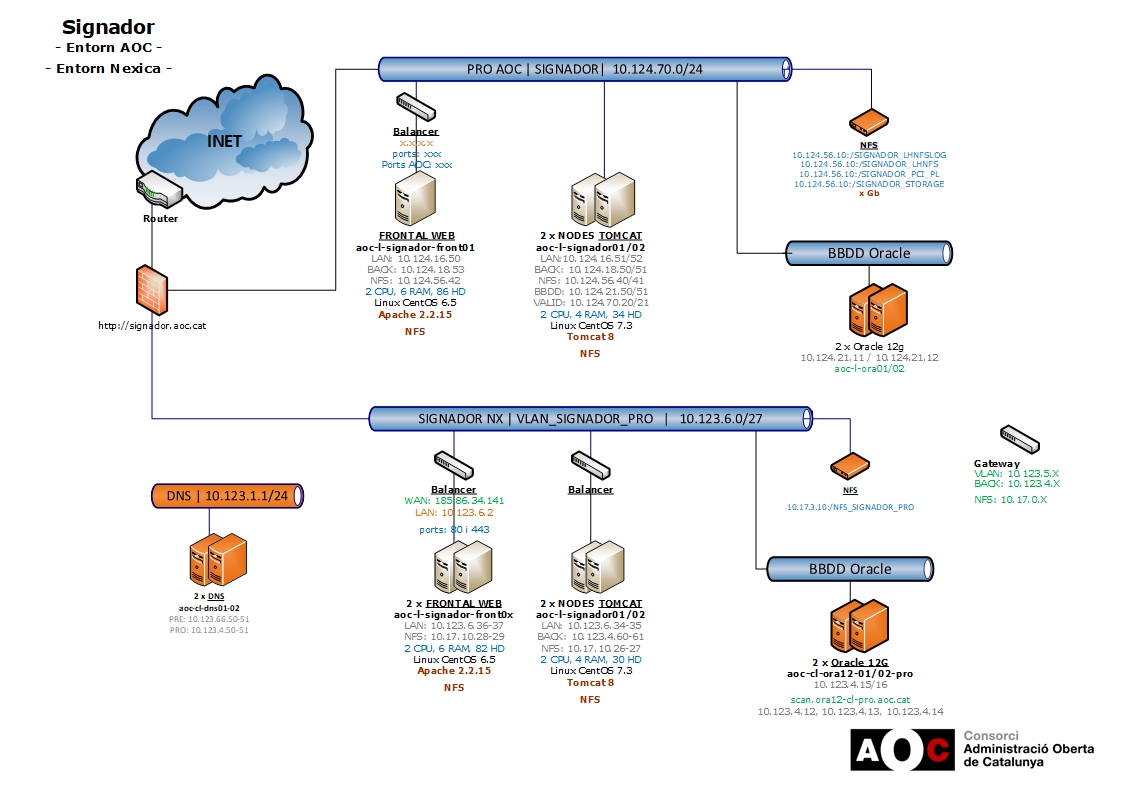 Signador
- Entorn AOC -
- Entorn Nexica -
INET
Router
http://signador.aoc.cat
PRO AOC | SIGNADOR| 10.124.70.0/24
Balancer
x.x.x.x
ports: xxx
Ports AOC: xxx
FRONTAL WEB
aoc-l-signador-front01
LAN: 10.124.16.50
BACK: 10.124.18.53
NFS: 10.124.56.42
2 CPU, 6 RAM, 86 HD
Linux CentOS 6.5
Apache 2.2.15
NFS
2 x NODES TOMCAT
aoc-l-signador01/02
LAN:10.124.16.51/52
BACK: 10.124.18.50/51
NFS: 10.124.56.40/41
BBDD: 10.124.21.50/51
VALID: 10.124.70.20/21
2 CPU, 4 RAM, 34 HD
Linux CentOS 7.3
Tomcat 8
NFS
NFS
10.124.56.10:/SIGNADOR_LHNFSLOG
10.124.56.10:/SIGNADOR_LHNFS
10.124.56.10:/SIGNADOR_PCI_PL
10.124.56.10:/SIGNADOR_STORAGE
x Gb
BBDD Oracle
2 x Oracle 12g
10.124.21.11 / 10.124.21.12
aoc-l-ora01/02
SIGNADOR NX | VLAN_SIGNADOR_PRO | 10.123.6.0/27
Balancer
WAN: 185.86.34.141
LAN: 10.123.6.2
ports: 80 i 443
2 x FRONTAL WEB
aoc-l-signador-front0x
LAN: 10.123.6.36-37
NFS: 10.17.10.28-29
2 CPU, 6 RAM, 82 HD
Linux CentOS 6.5
Apache 2.2.15
NFS
Balancer
2 x NODES TOMCAT
aoc-l-signador01/02
LAN: 10.123.6.34-35
BACK: 10.123.4.60-61
NFS: 10.17.10.26-27
2 CPU, 4 RAM, 30 HD
Linux CentOS 7.3
Tomcat 8
NFS
NFS
10.17.3.10:/NFS_SIGNADOR_PRO
Gateway
VLAN: 10.123.5.X
BACK: 10.123.4.X
NFS: 10.17.0.X
DNS | 10.123.1.1/24
2 x DNS
aoc-cl-dns01-02
PRE: 10.123.66.50-51
PRO: 10.123.4.50-51
BBDD Oracle
2 x Oracle 12G
aoc-cl-ora12-01/02-pro
10.123.4.15/16
scan.ora12-cl-pro.aoc.cat
10.123.4.12, 10.123.4.13, 10.123.4.14
AOC
Consorci
Administració Oberta
de Catalunya